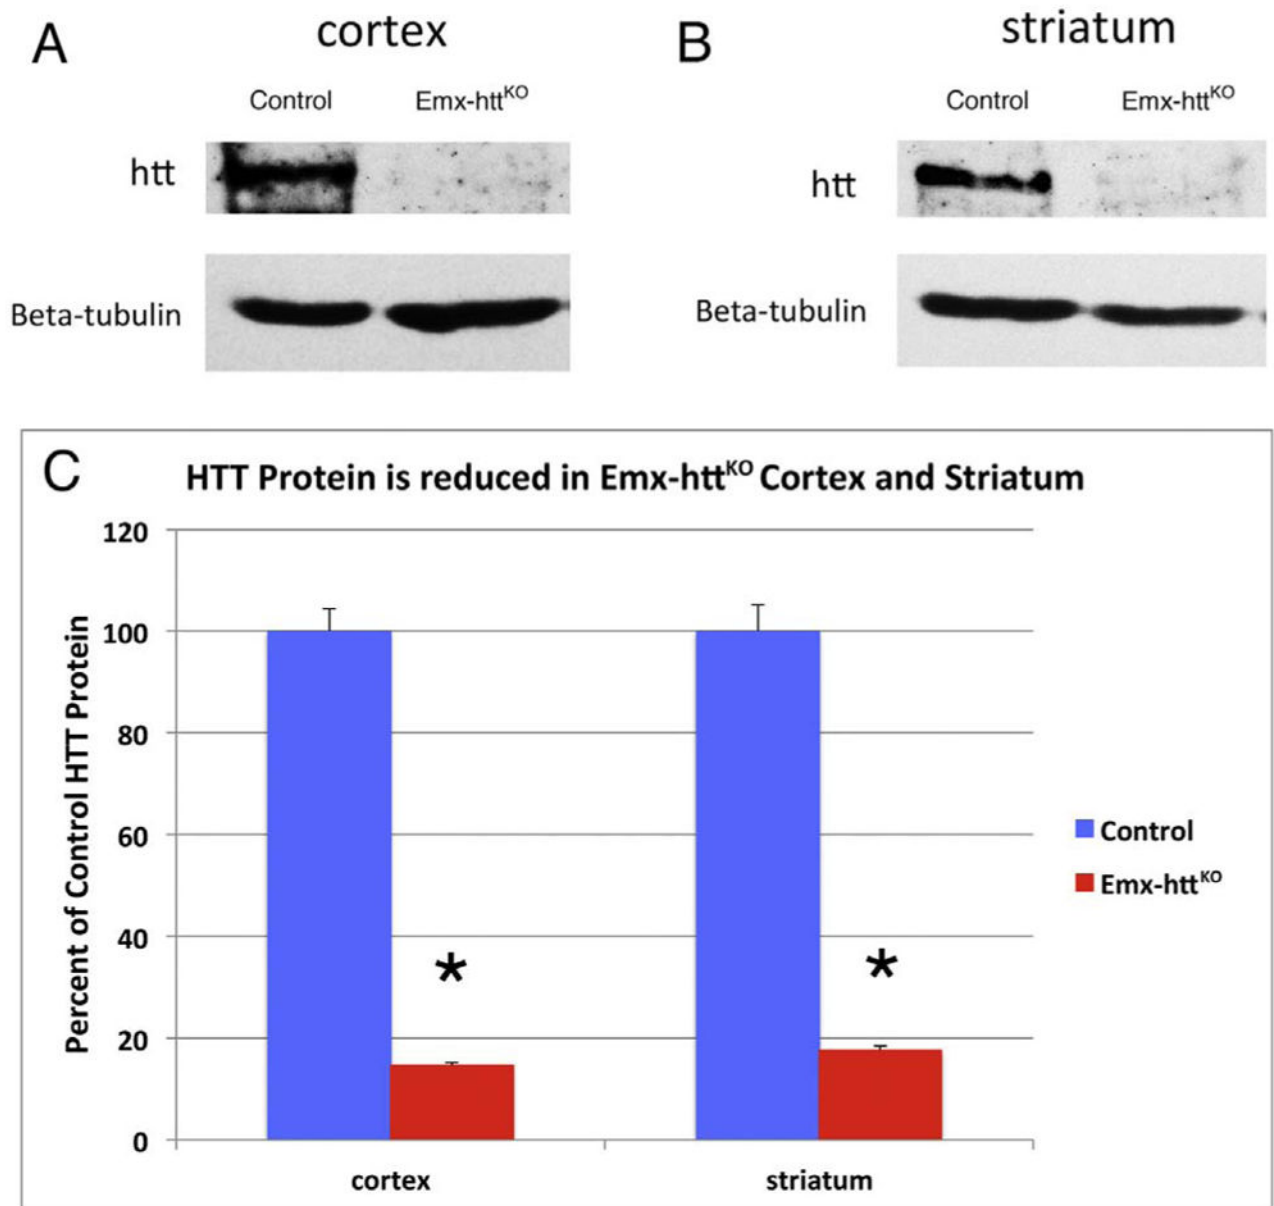 A
cortex
Control Emx-htt^KO
htt
Beta-tubulin
B
striatum
Control Emx-htt^KO
htt
Beta-tubulin
C
HTT Protein is reduced in Emx-htt^KO Cortex and Striatum
Percent of Control HTT Protein
120
100
80
60
40
20
0
*
*
cortex
striatum
Control
Emx-htt^KO